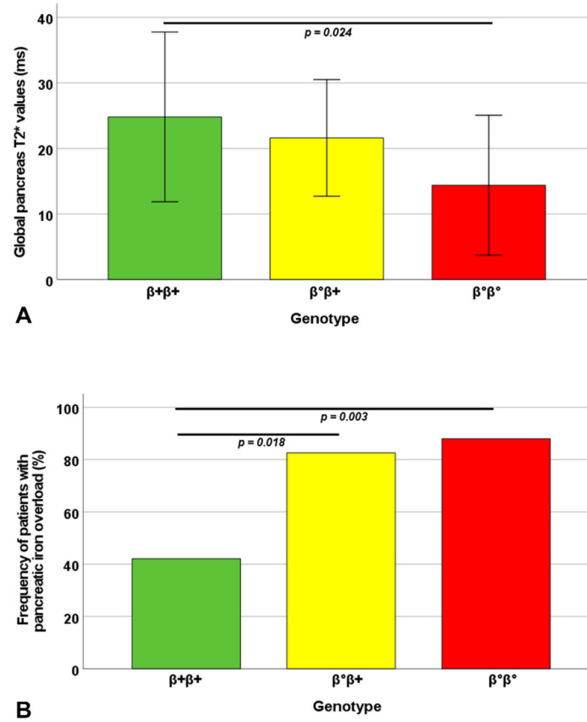 40
p = 0.024
30
20
10
0
Global pancreas T2* values (ms)
β+β+
β°β+
β°β°
Genotype
A
100
p = 0.003
p = 0.018
80
60
40
20
0
Frequency of patients with
pancreatic iron overload (%)
β+β+
β°β+
β°β°
Genotype
B